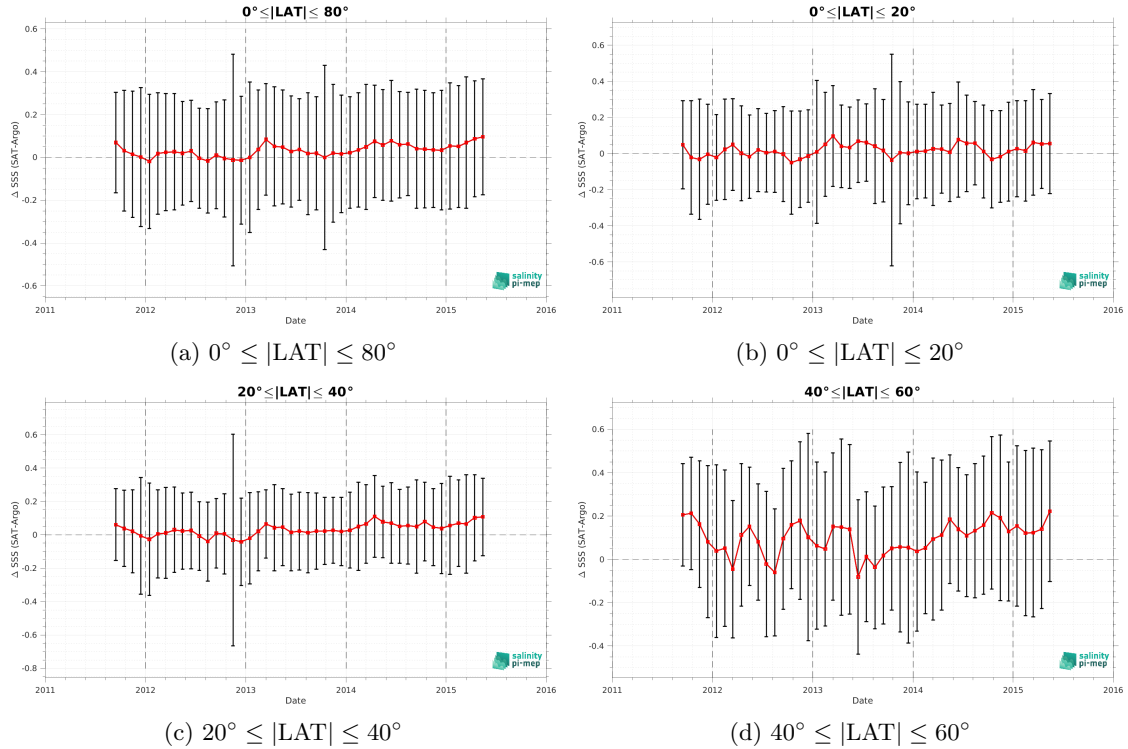 0°≤|LAT|≤ 80°
Δ SSS (SAT-Argo)
0.6
0.4
0.2
0
-0.2
-0.4
-0.6
2011 2012 2013 2014 2015 2016
Date
salinity
pi-mep
(a) 0° ≤ |LAT| ≤ 80°
0°≤|LAT|≤ 20°
Δ SSS (SAT-Argo)
0.6
0.4
0.2
0
-0.2
-0.4
-0.6
2011 2012 2013 2014 2015 2016
Date
salinity
pi-mep
(b) 0° ≤ |LAT| ≤ 20°
20°≤|LAT|≤ 40°
Δ SSS (SAT-Argo)
0.6
0.4
0.2
0
-0.2
-0.4
-0.6
-0.8
2011 2012 2013 2014 2015 2016
Date
salinity
pi-mep
(c) 20° ≤ |LAT| ≤ 40°
40°≤|LAT|≤ 60°
Δ SSS (SAT-Argo)
0.6
0.4
0.2
0
-0.2
-0.4
2011 2012 2013 2014 2015 2016
Date
salinity
pi-mep
(d) 40° ≤ |LAT| ≤ 60°